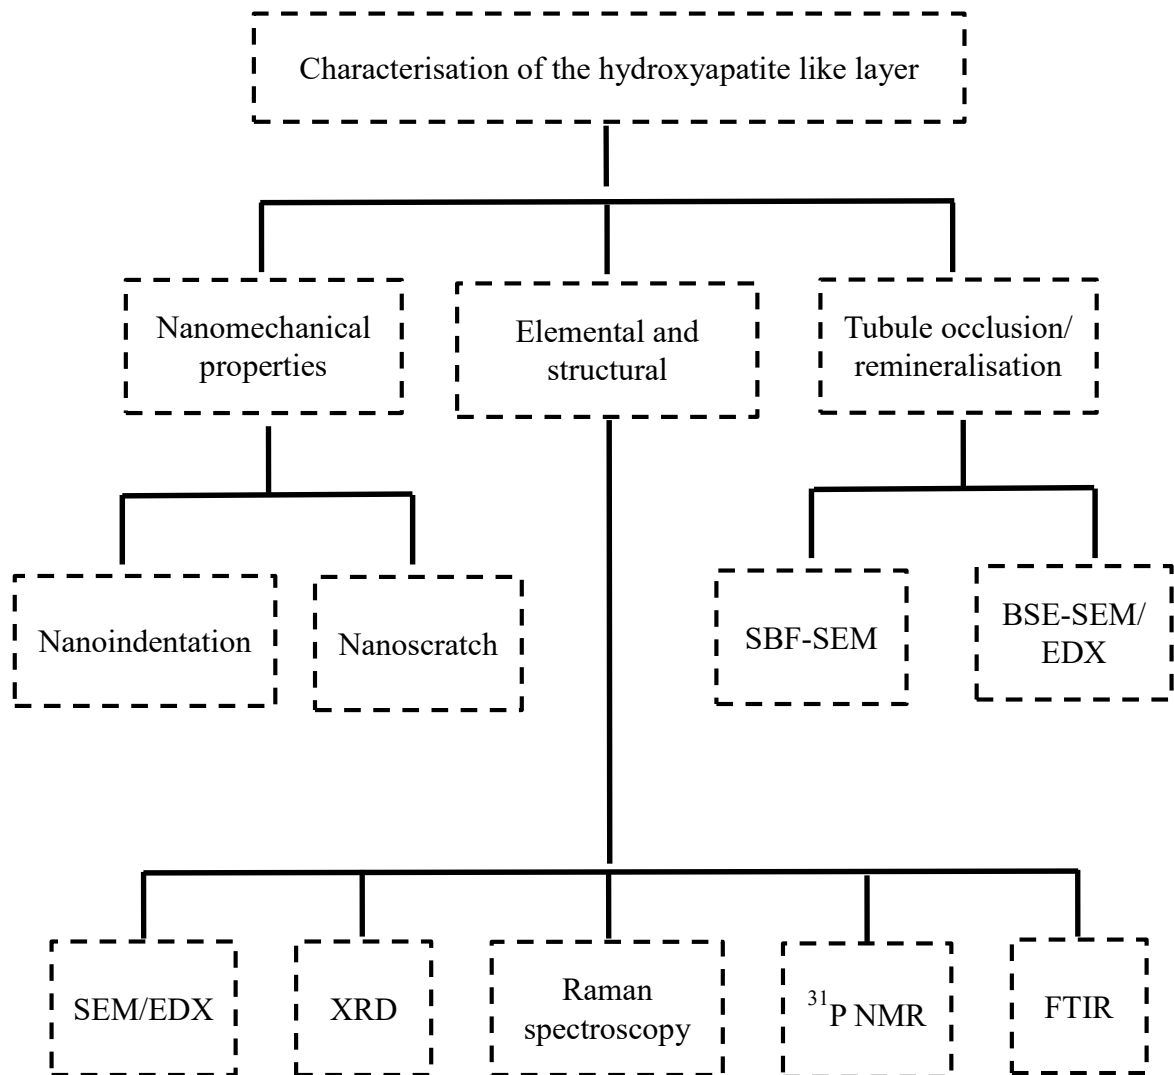 Characterisation of the hydroxyapatite like layer
Nanomechanical
properties
Elemental and
structural
Tubule occlusion/
remineralisation
Nanoindentation
Nanoscratch
SBF-SEM
BSE-SEM/
EDX
SEM/EDX
XRD
Raman
spectroscopy
³¹P NMR
FTIR